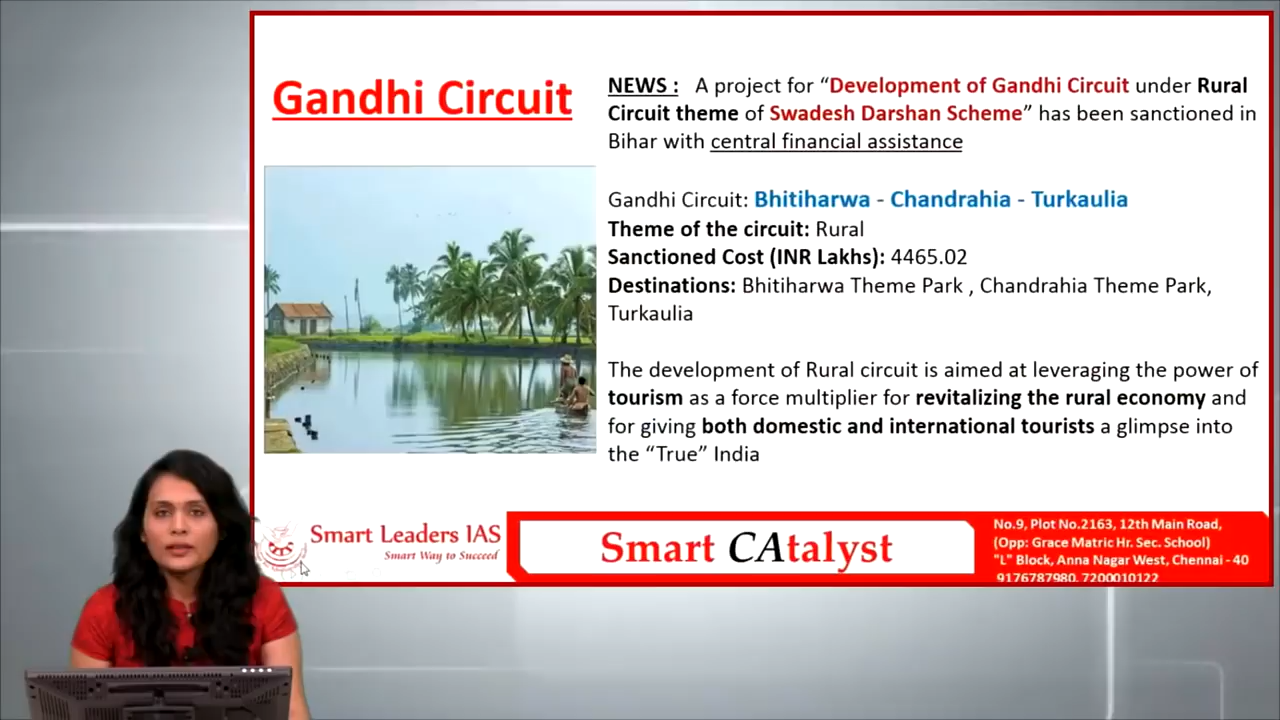 Gandhi Circuit
NEWS : A project for “Development of Gandhi Circuit under Rural
Circuit theme of Swadesh Darshan Scheme” has been sanctioned in
Bihar with central financial assistance
Gandhi Circuit: Bhitiharwa - Chandrahia - Turkaulia
Theme of the circuit: Rural
Sanctioned Cost (INR Lakhs): 4465.02
Destinations: Bhitiharwa Theme Park , Chandrahia Theme Park,
Turkaulia
The development of Rural circuit is aimed at leveraging the power of
tourism as a force multiplier for revitalizing the rural economy and
for giving both domestic and international tourists a glimpse into
the “True” India
Smart Leaders IAS
Smart Way to Succeed
Smart CAtalyst
No.9, Plot No.2163, 12th Main Road,
(Opp: Grace Matric Hr. Sec. School)
"L" Block, Anna Nagar West, Chennai - 40
9176787980, 7200010122